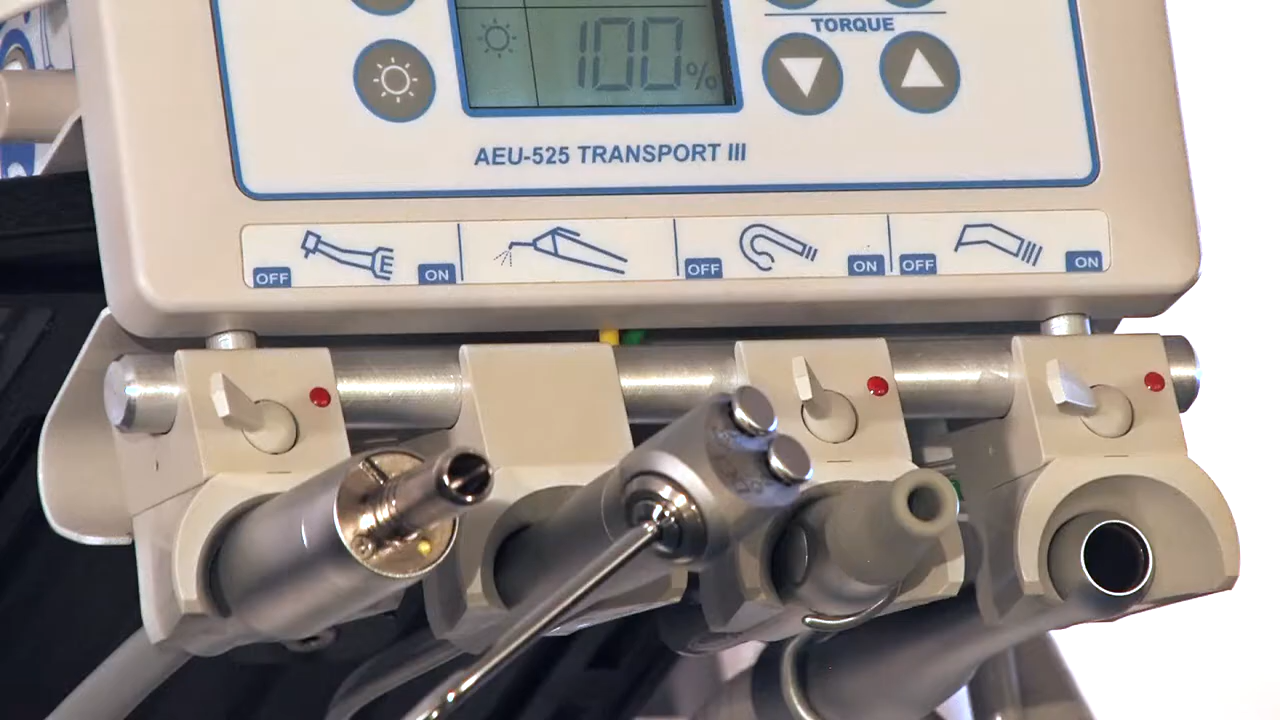 100%
TORQUE
AEU-525 TRANSPORT III
OFF ON OFF ON OFF ON